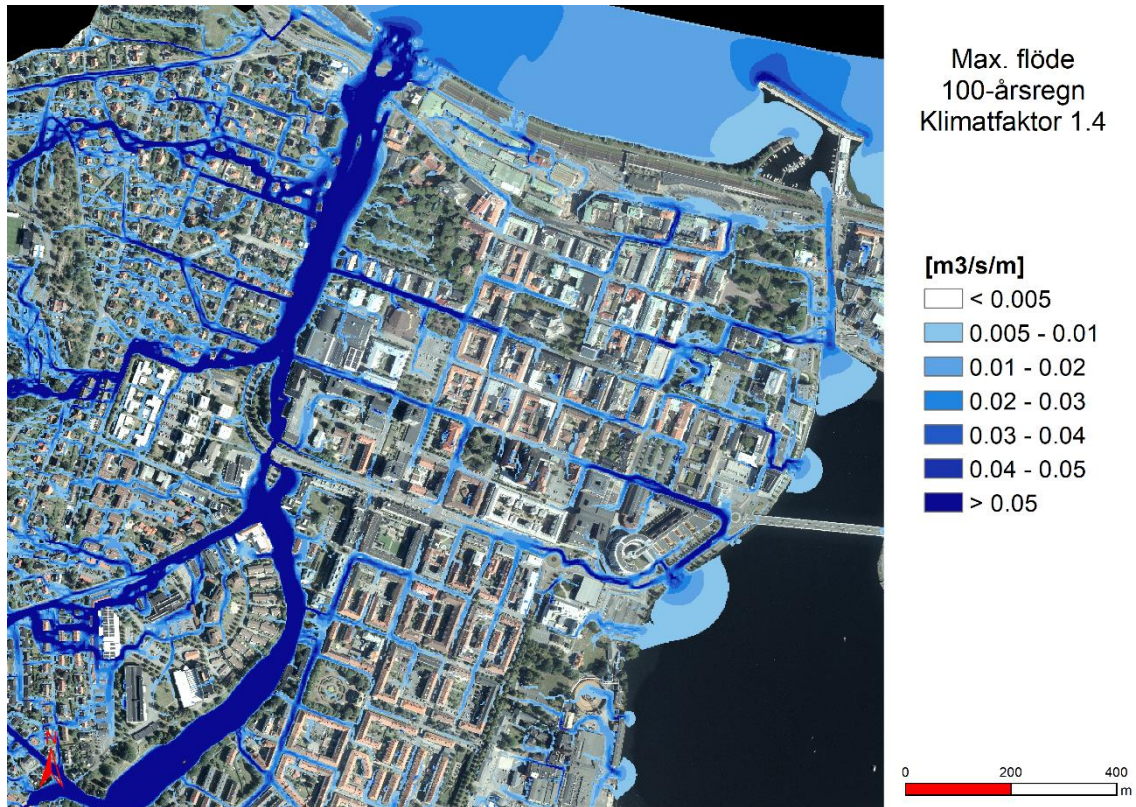 Max. flöde
100-årsregn
Klimatfaktor 1.4
[m3/s/m]
< 0.005
0.005 - 0.01
0.01 - 0.02
0.02 - 0.03
0.03 - 0.04
0.04 - 0.05
> 0.05
N
0 200 400
m